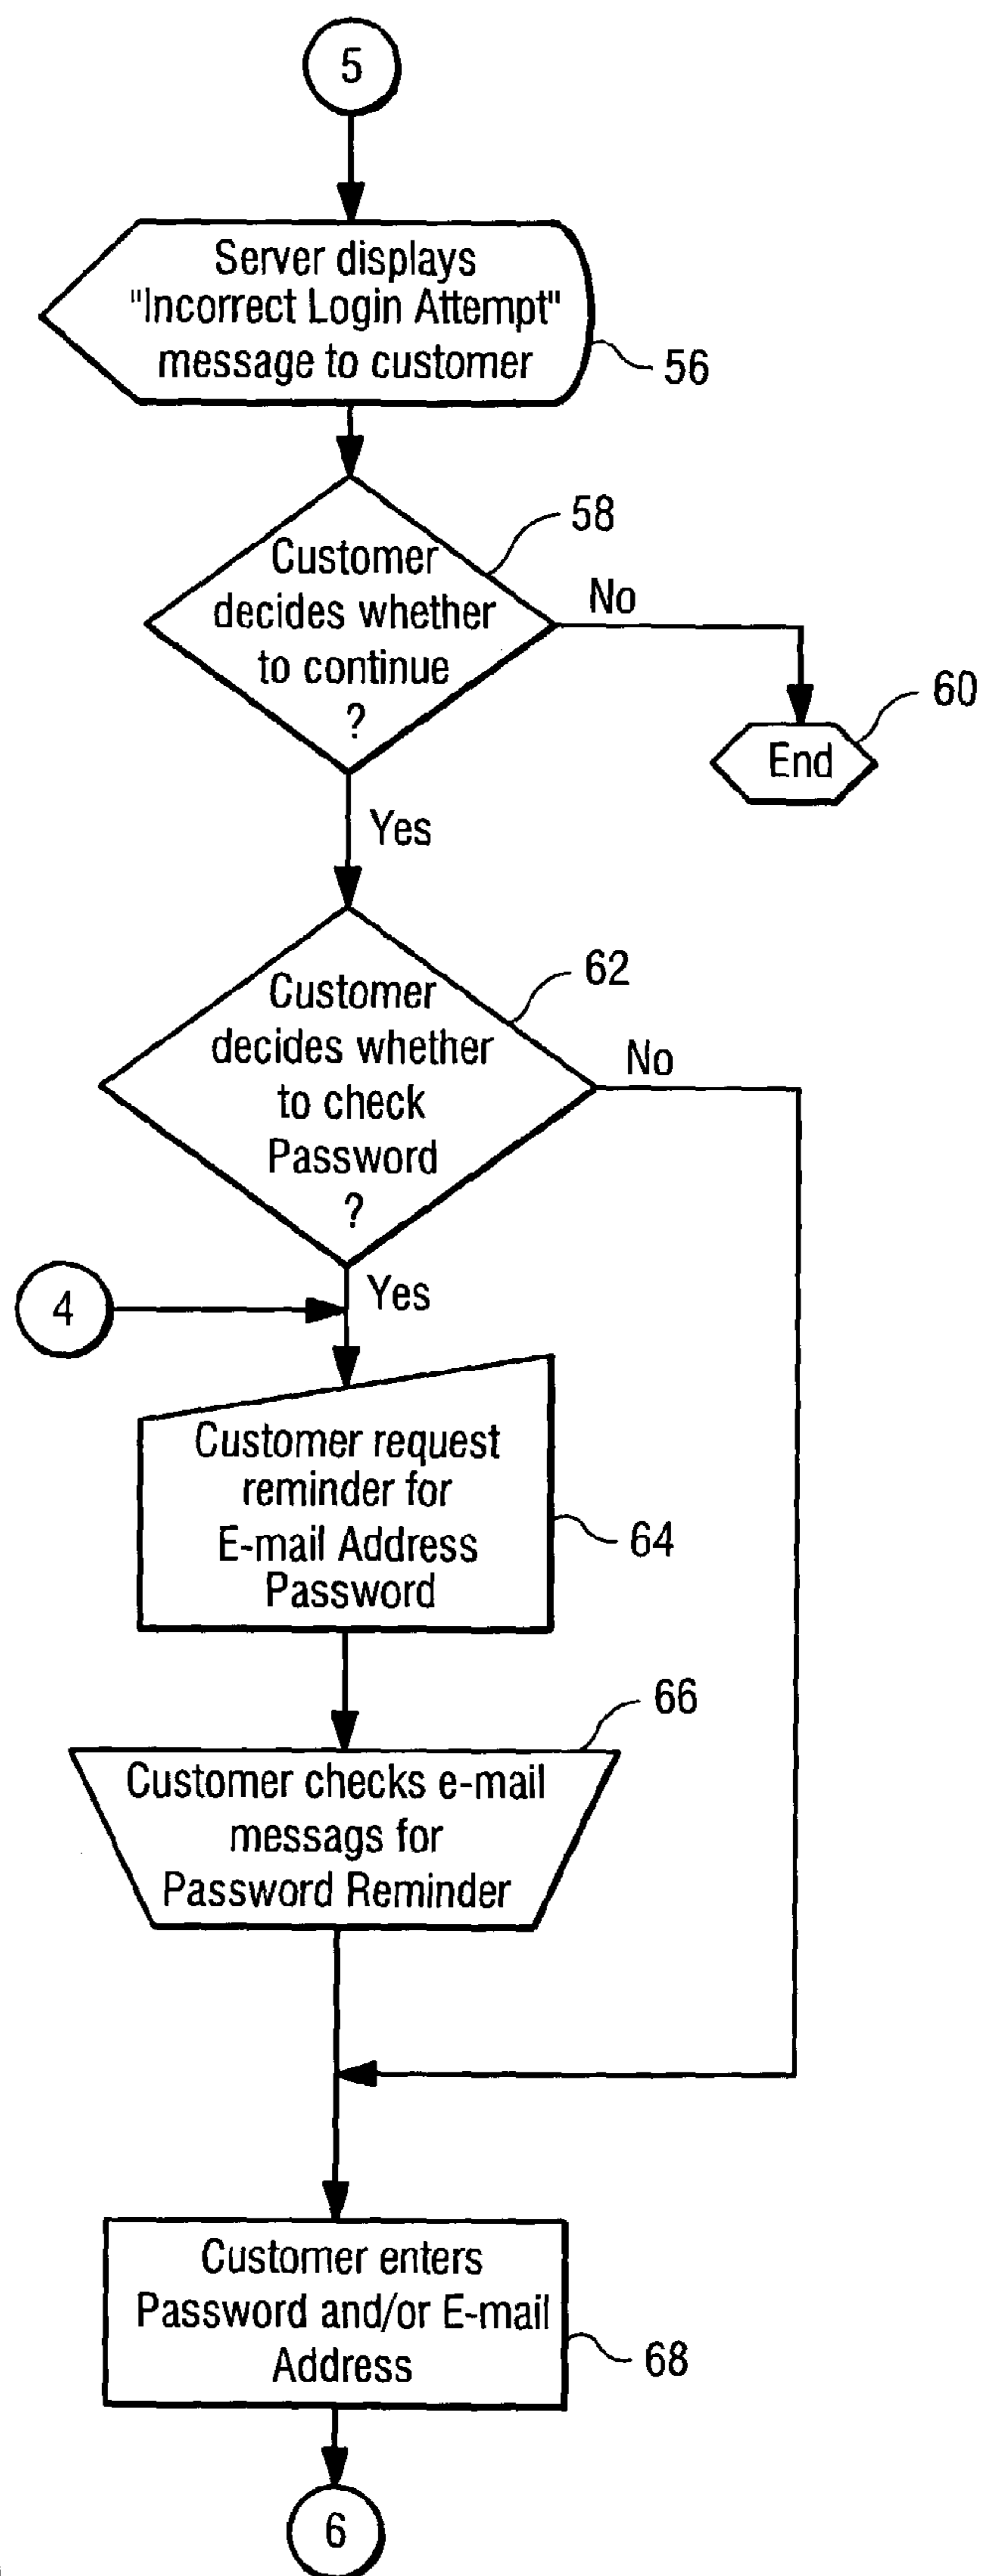 5
Server displays
"Incorrect Login Attempt"
message to customer
56
Customer
decides whether
to continue
?
58
No
60
End
Yes
Customer
decides whether
to check
Password
?
62
No
Yes
4
Customer request
reminder for
E-mail Address
Password
64
66
Customer checks e-mail
messags for
Password Reminder
Customer enters
Password and/or E-mail
Address
68
6